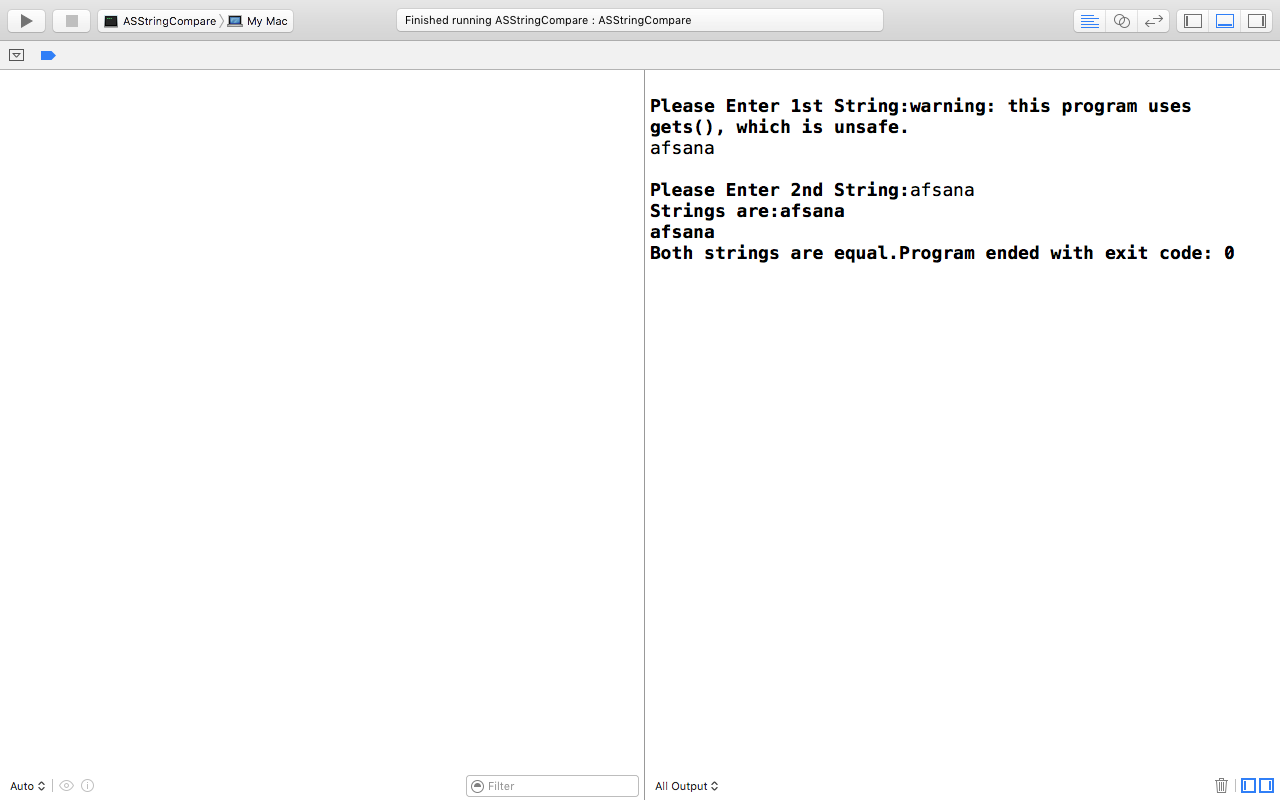 ASStringCompare My Mac
Finished running ASStringCompare : ASStringCompare
Please Enter 1st String:warning: this program uses
gets(), which is unsafe.
afsana
Please Enter 2nd String:afsana
Strings are:afsana
afsana
Both strings are equal.Program ended with exit code: 0
Auto
Filter
All Output